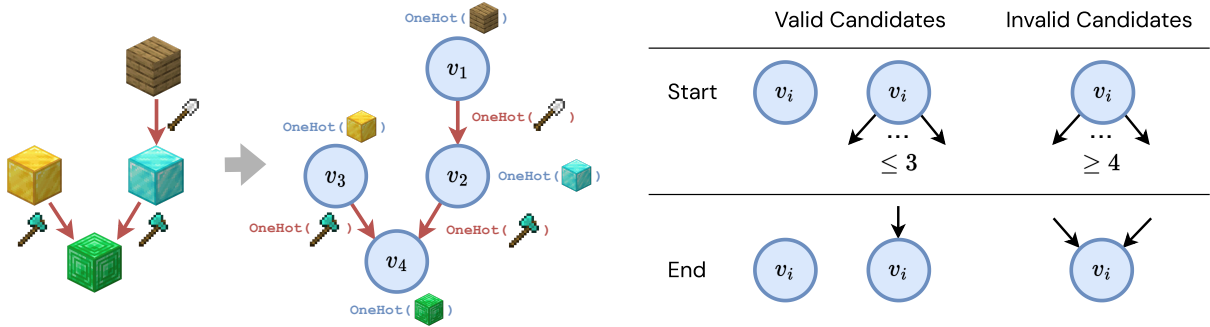 OneHot( )
v1
OneHot( )
OneHot( )
v3
v2
OneHot( )
OneHot( )
OneHot( )
v4
OneHot( )
Valid Candidates Invalid Candidates
Start vi vi vi
... ...
≤ 3 ≥ 4
End vi vi vi